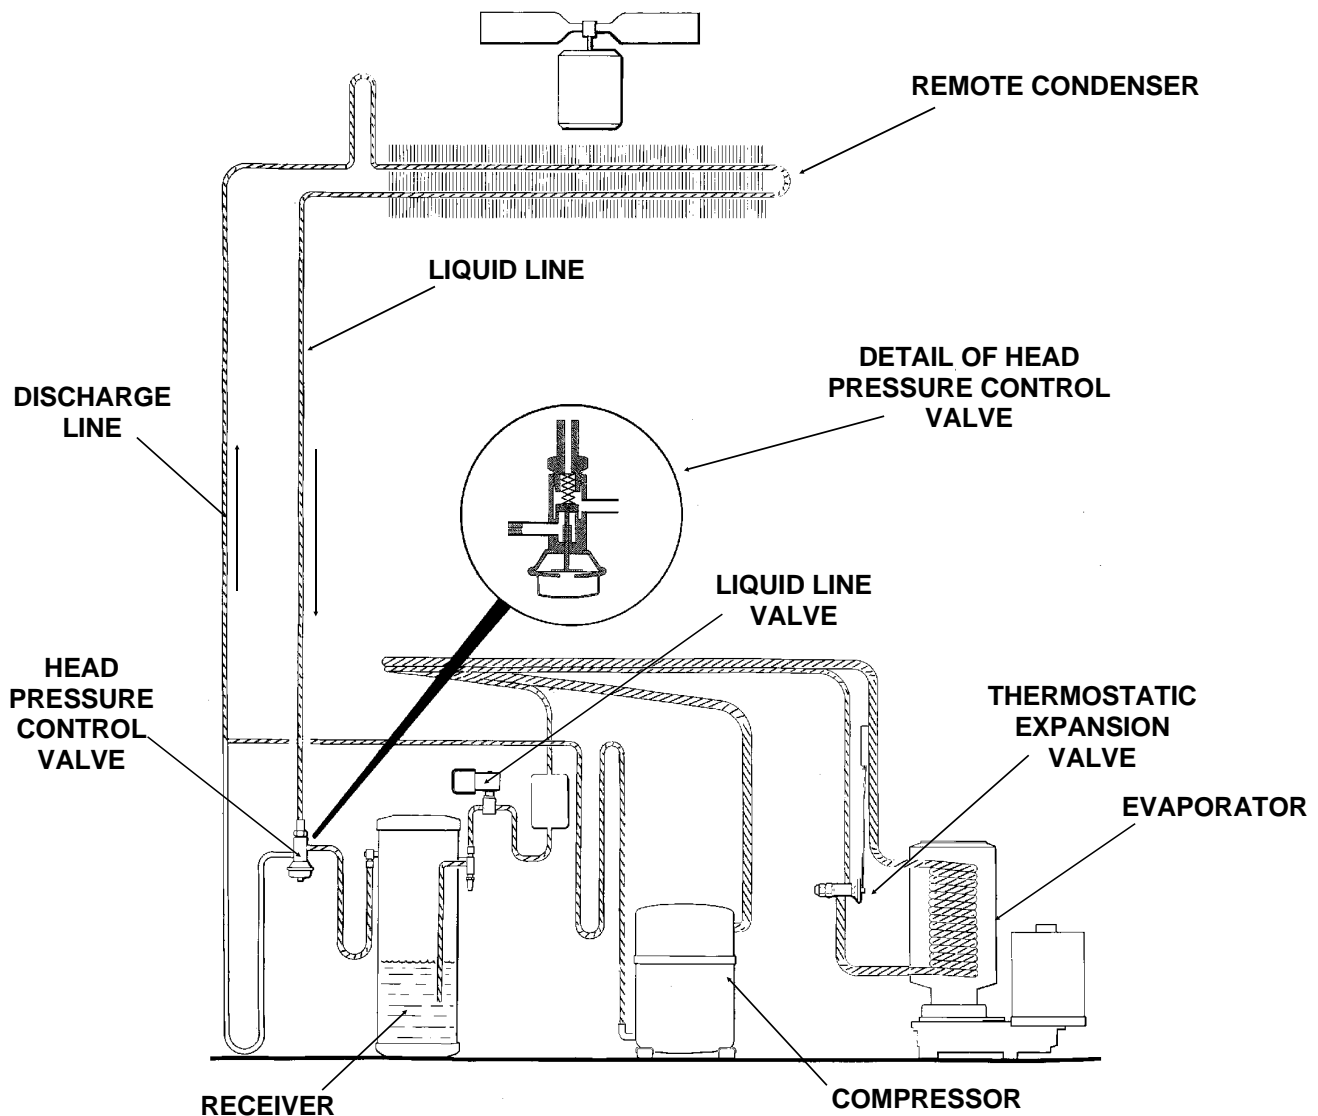 REMOTE CONDENSER
LIQUID LINE
DETAIL OF HEAD
PRESSURE CONTROL
VALVE
DISCHARGE
LINE
LIQUID LINE
VALVE
HEAD
PRESSURE
CONTROL
VALVE
THERMOSTATIC
EXPANSION
VALVE
EVAPORATOR
RECEIVER
COMPRESSOR